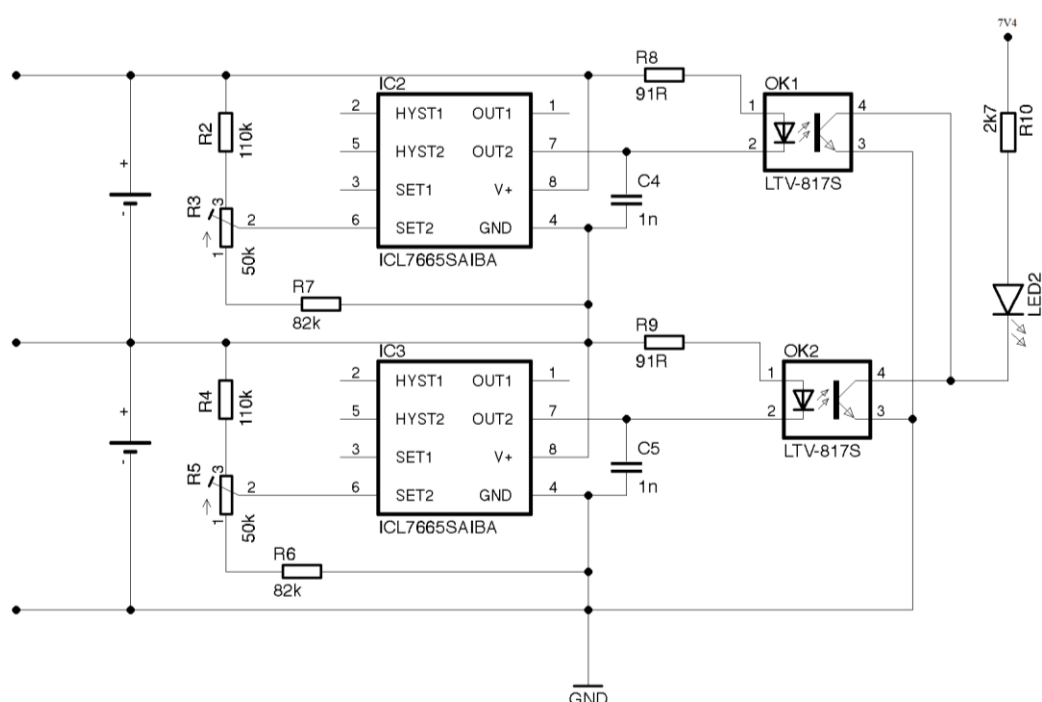 7V4
R8
91R
IC2
OK1
R2
110k
2 HYST1 OUT1 1
5 HYST2 OUT2 7
3 SET1 V+ 8
6 SET2 GND 4
ICL7665SAIBA
C4
1n
1
2
4
3
LTV-817S
2k7
R10
+
-
R3
3
2
1
50k
R7
82k
LED2
R9
91R
IC3
OK2
R4
110k
2 HYST1 OUT1 1
5 HYST2 OUT2 7
3 SET1 V+ 8
6 SET2 GND 4
ICL7665SAIBA
C5
1n
1
2
4
3
LTV-817S
+
-
R5
3
2
1
50k
R6
82k
GND